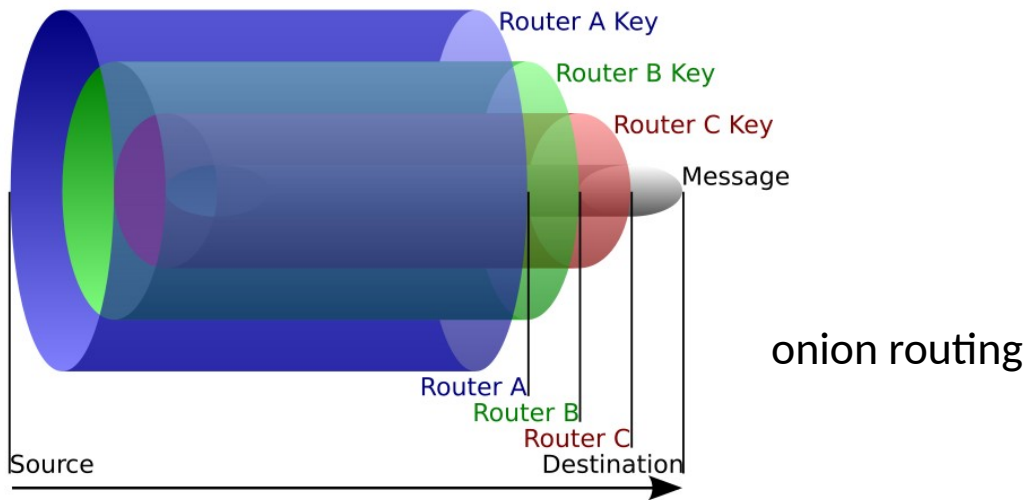 Router A Key
Router B Key
Router C Key
Message
onion routing
Router A
Router B
Router C
Source
Destination